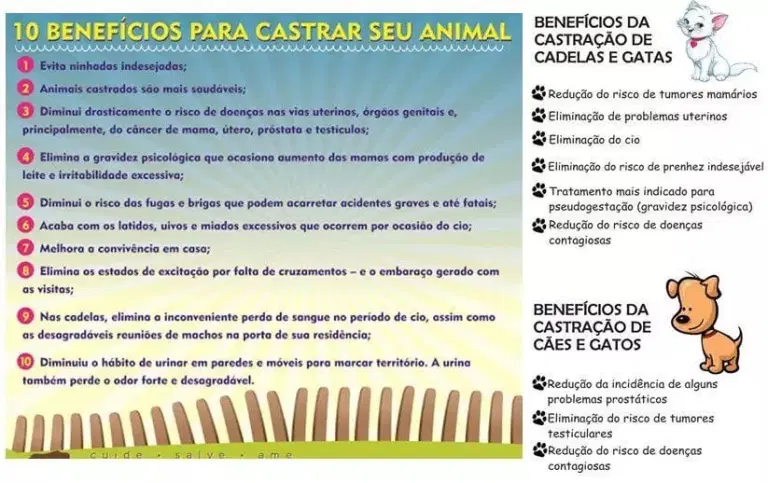 10 BENEFÍCIOS PARA CASTRAR SEU ANIMAL
1 Evita ninhadas indesejadas;
2 Animais castrados são mais saudáveis;
3 Diminui drasticamente o risco de doenças nas vias uterinas, órgãos genitais e,
principalmente, do câncer de mama, útero, próstata e testículos;
4 Elimina a gravidez psicológica que ocasiona aumento das mamas com produção de
leite e irritabilidade excessiva;
5 Diminui o risco das fugas e brigas que podem acarretar acidentes graves e até fatais;
6 Acaba com os latidos, uivos e miados excessivos que ocorrem por ocasião do cio;
7 Melhora a convivência em casa;
8 Elimina os estados de excitação por falta de cruzamentos – e o embaraço gerado com
as visitas;
9 Nas cadelas, elimina a inconveniente perda de sangue no período de cio, assim como
as desagradáveis reuniões de machos na porta de sua residência;
10 Diminuiu o hábito de urinar em paredes e móveis para marcar território. A urina
também perde o odor forte e desagradável.
cuide - salve - ame
BENEFÍCIOS DA
CASTRAÇÃO DE
CADELAS E GATAS
Redução do risco de tumores mamários
Eliminação de problemas uterinos
Eliminação do cio
Eliminação do risco de prenhez indesejável
Tratamento mais indicado para
pseudogestação (gravidez psicológica)
Redução do risco de doenças
contagiosas
BENEFÍCIOS DA
CASTRAÇÃO DE
CÃES E GATOS
Redução da incidência de alguns
problemas prostáticos
Eliminação do risco de tumores
testiculares
Redução do risco de doenças
contagiosas